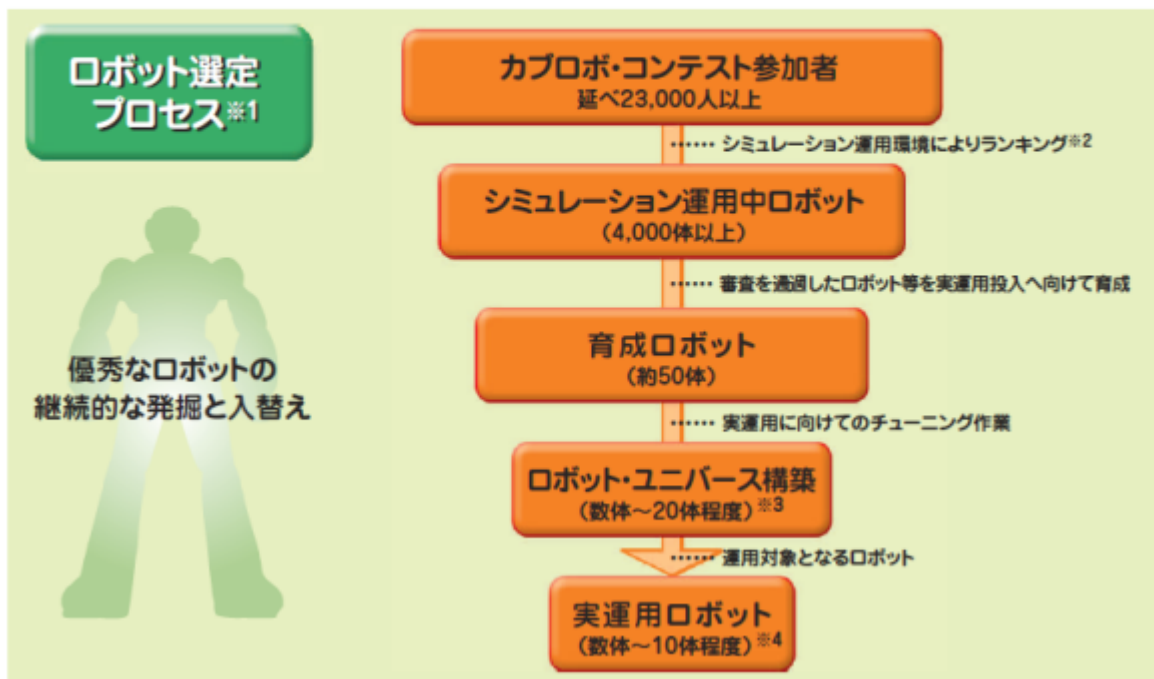 ロボット選定
プロセス※1
カブロボ・コンテスト参加者
延べ23,000人以上
…… シミュレーション運用環境によりランキング※2
シミュレーション運用中ロボット
(4,000体以上)
…… 審査を通過したロボット等を実運用投入へ向けて育成
育成ロボット
(約50体)
優秀なロボットの
継続的な発掘と入替え
…… 実運用に向けてのチューニング作業
ロボット・ユニバース構築
(数体～20体程度)※3
…… 運用対象となるロボット
実運用ロボット
(数体～10体程度)※4